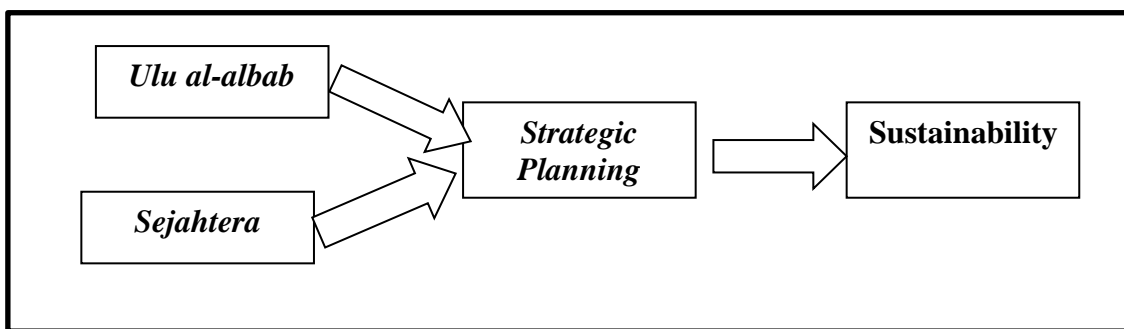 Ulu al-albab
Sejahtera
Strategic
Planning
Sustainability